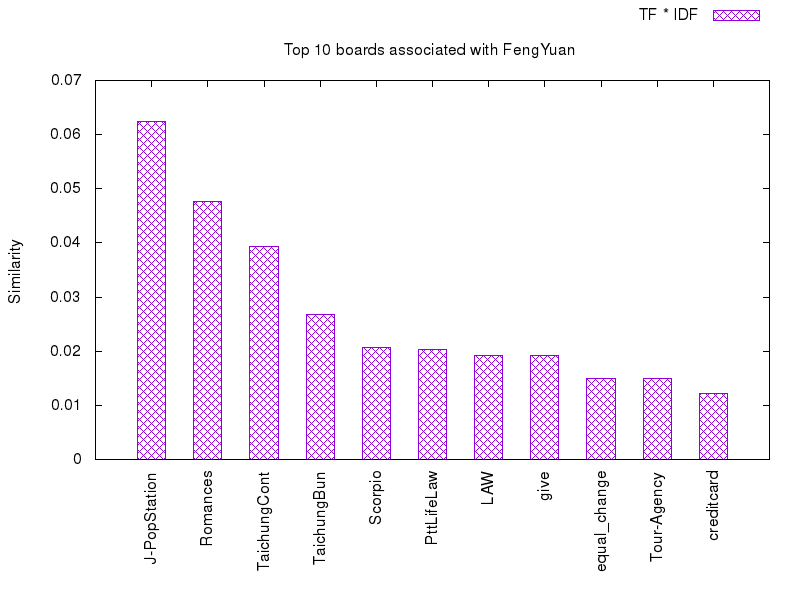 TF * IDF
Top 10 boards associated with FengYuan
0.07
0.06
0.05
0.04
0.03
0.02
0.01
0
Similarity
J-PopStation
Romances
TaichungCont
TaichungBun
Scorpio
PttLifeLaw
LAW
give
equal_change
Tour-Agency
creditcard